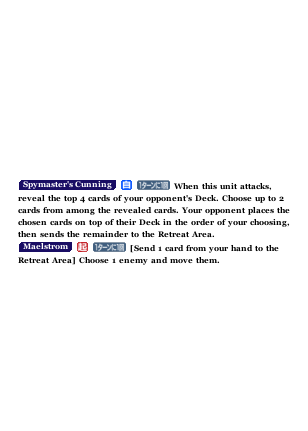 Spymaster's Cunning 自 1ターンに1回 When this unit attacks,
reveal the top 4 cards of your opponent's Deck. Choose up to 2
cards from among the revealed cards. Your opponent places the
chosen cards on top of their Deck in the order of your choosing,
then sends the remainder to the Retreat Area.
Maelstrom 起 1ターンに1回 [Send 1 card from your hand to the
Retreat Area] Choose 1 enemy and move them.